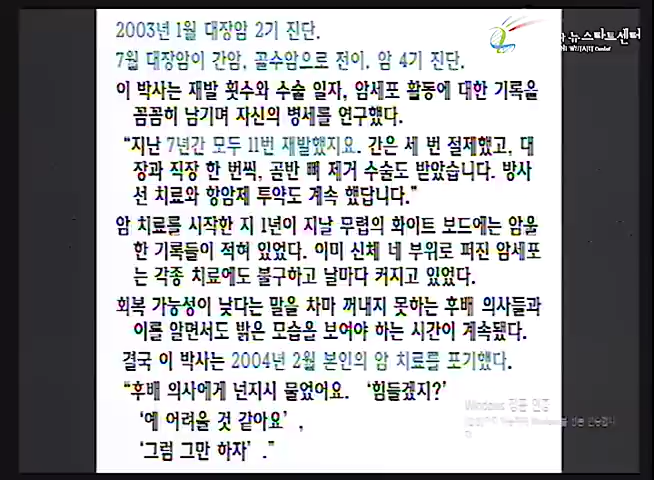 2003년 1월 대장암 2기 진단.
뉴스타트센터
7월 대장암이 간암, 골수암으로 전이, 암 4기 진단.
이 박사는 재발 횟수와 수술 일자, 암세포 활동에 대한 기록을
꼼꼼히 남기며 자신의 병세를 연구했다.
“지난 7년간 모두 11번 재발했지요. 간은 세 번 절제했고, 대
장과 직장 한 번씩, 골반 뼈 제거 수술도 받았습니다. 방사
선 치료와 항암제 투약도 계속 했답니다.”
암 치료를 시작한 지 1년이 지날 무렵의 화이트 보드에는 암울
한 기록들이 적혀 있었다. 이미 신체 네 부위로 퍼진 암세포
는 각종 치료에도 불구하고 날마다 커지고 있었다.
회복 가능성이 낮다는 말을 차마 꺼내지 못하는 후배 의사들과
이를 알면서도 밝은 모습을 보여야 하는 시간이 계속됐다.
결국 이 박사는 2004년 2월 본인의 암 치료를 포기했다.
“후배 의사에게 넌지시 물었어요. ‘힘들겠지?’
Windows 정품 인증
‘예 어려울 것 같아요’,
‘그럼 그만 하자’.”